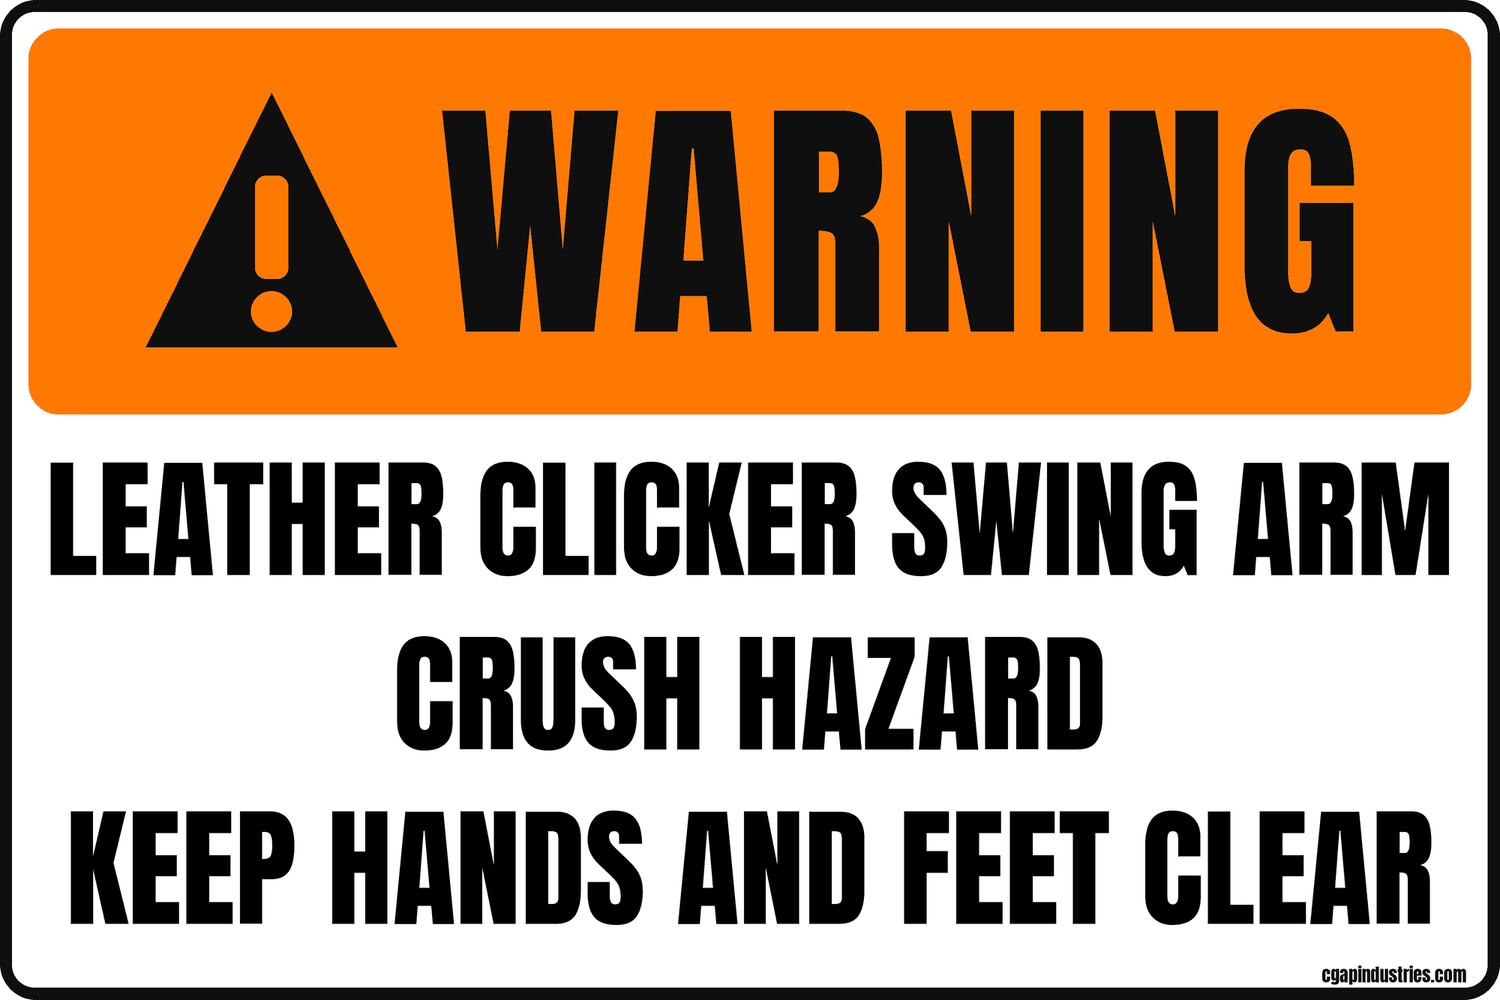 WARNING
LEATHER CLICKER SWING ARM
CRUSH HAZARD
KEEP HANDS AND FEET CLEAR
cgapindustries.com